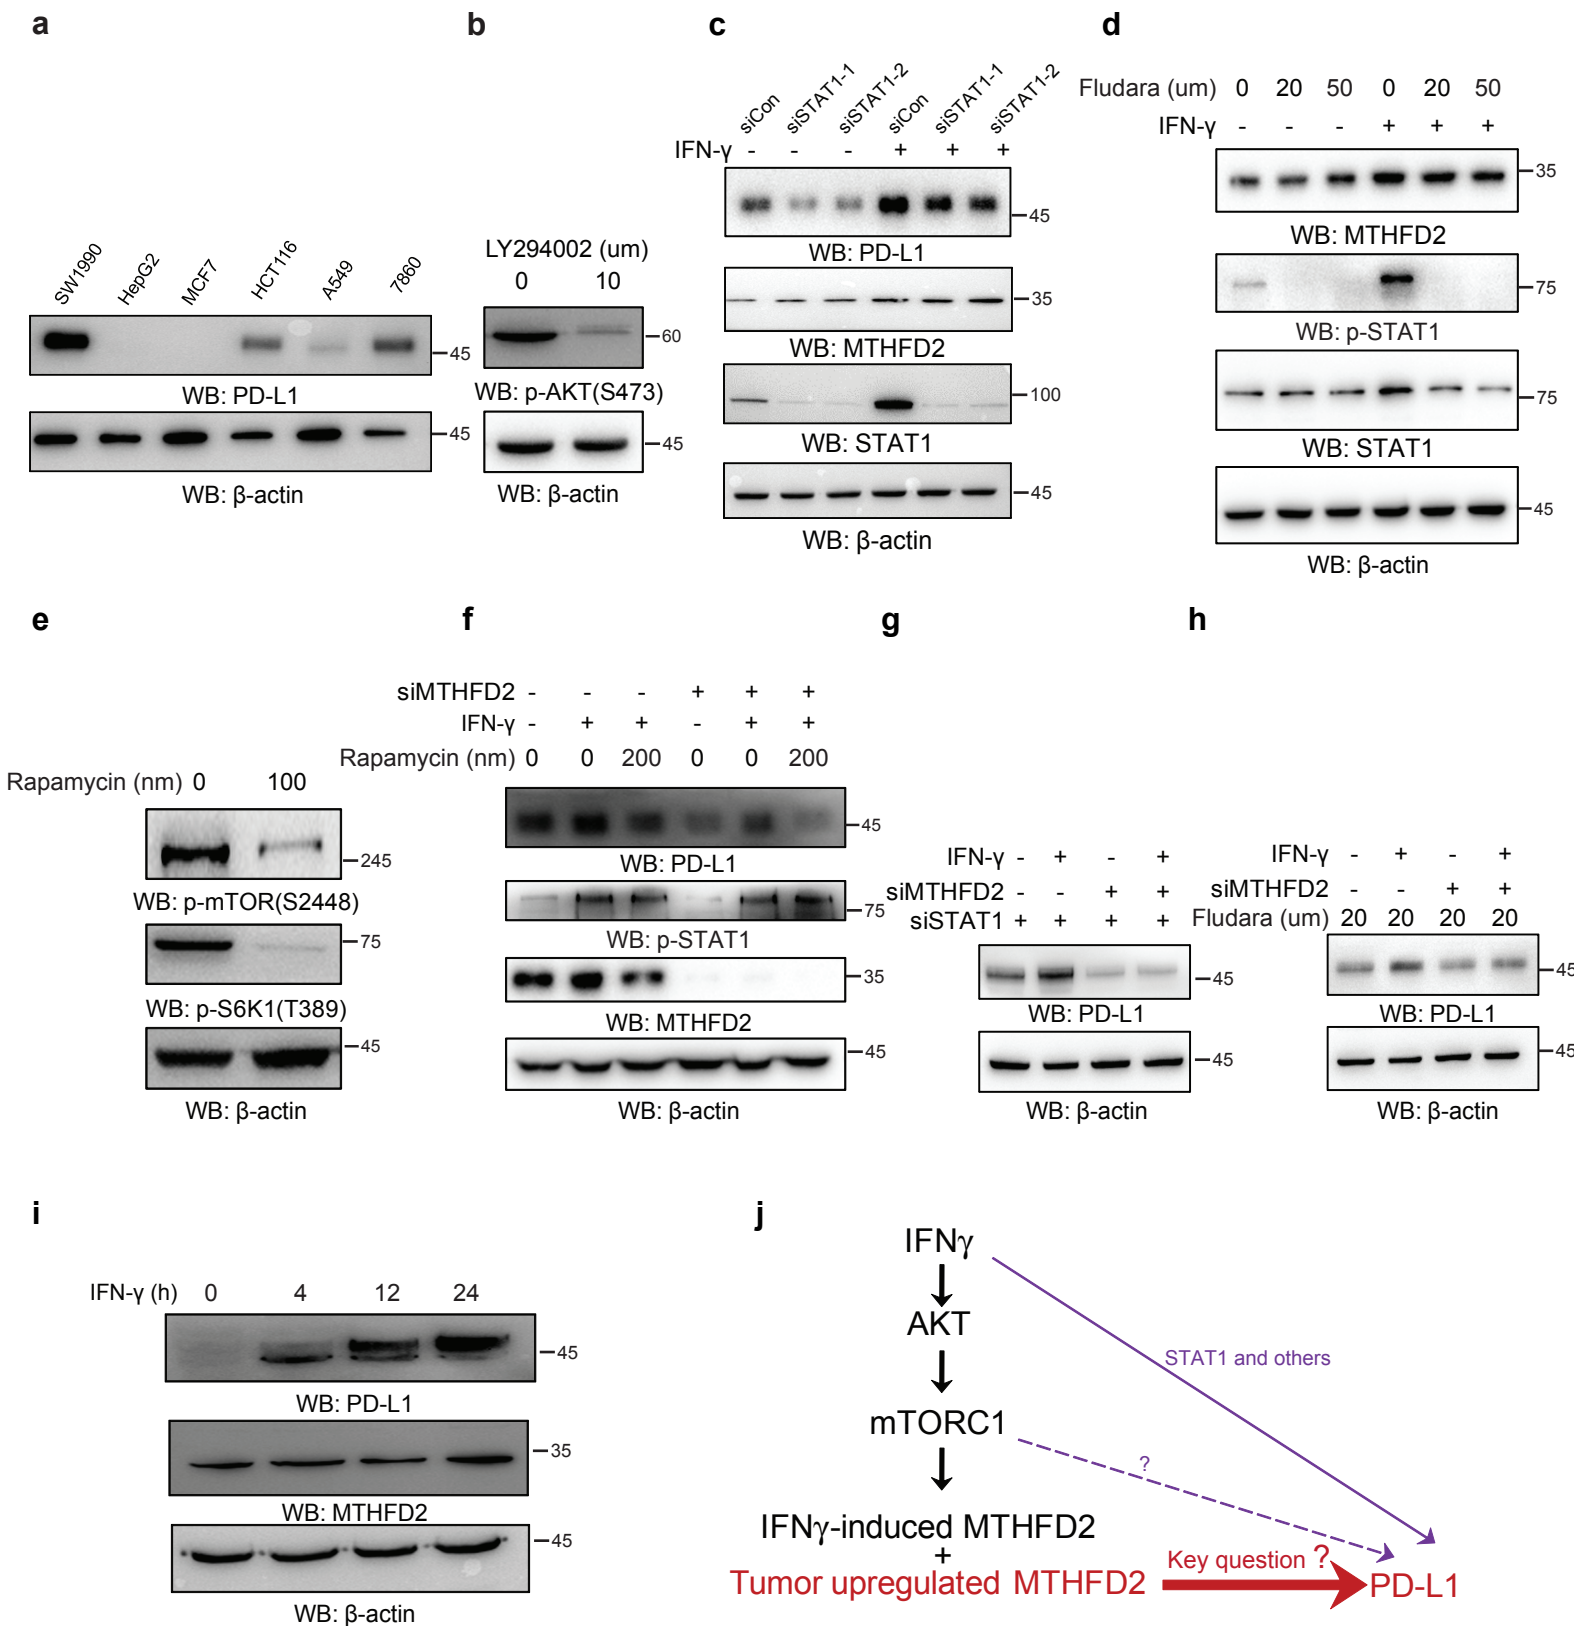 a
SW1990 HepG2 MCF7 HCT116 A549 7860
45
WB: PD-L1
45
WB: β-actin
b
LY294002 (um)
0 10
60
WB: p-AKT(S473)
45
WB: β-actin
c
siCon siSTAT1-1 siSTAT1-2 siCon siSTAT1-1 siSTAT1-2
IFN-γ - - - + + +
45
WB: PD-L1
35
WB: MTHFD2
100
WB: STAT1
45
WB: β-actin
d
Fludara (um) 0 20 50 0 20 50
IFN-γ - - - + + +
35
WB: MTHFD2
75
WB: p-STAT1
75
WB: STAT1
45
WB: β-actin
e
Rapamycin (nm) 0 100
245
WB: p-mTOR(S2448)
75
WB: p-S6K1(T389)
45
WB: β-actin
f
siMTHFD2 - - - + + +
IFN-γ - + + - + +
Rapamycin (nm) 0 0 200 0 0 200
45
WB: PD-L1
75
WB: p-STAT1
35
WB: MTHFD2
45
WB: β-actin
g
IFN-γ - + - +
siMTHFD2 - - + +
siSTAT1 + + + +
45
WB: PD-L1
45
WB: β-actin
h
IFN-γ - + - +
siMTHFD2 - - + +
Fludara (um) 20 20 20 20
45
WB: PD-L1
45
WB: β-actin
i
IFN-γ (h) 0 4 12 24
45
WB: PD-L1
35
WB: MTHFD2
45
WB: β-actin
j
IFNγ
AKT
STAT1 and others
mTORC1
?
IFNγ-induced MTHFD2
+
Key question ?
Tumor upregulated MTHFD2 PD-L1